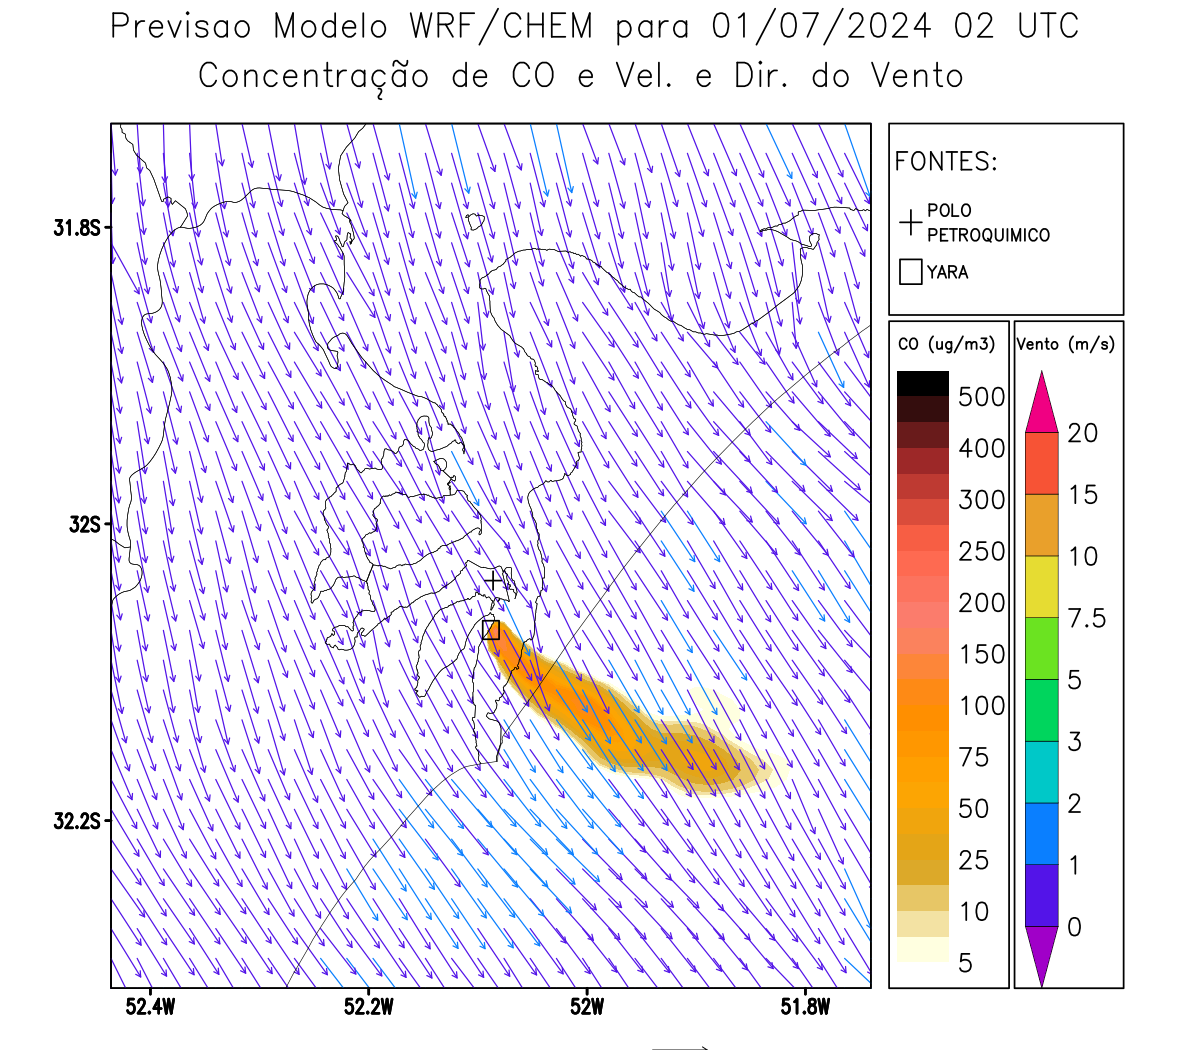 Previsao Modelo WRF/CHEM para 01/07/2024 02 UTC
Concentração de CO e Vel. e Dir. do Vento
FONTES:
POLO
PETROQUIMICO
YARA
CO (ug/m3)
500
400
300
250
200
150
100
75
50
25
10
5
Vento (m/s)
20
15
10
7.5
5
3
2
1
0
31.8S
32S
32.2S
52.4W
52.2W
52W
51.8W